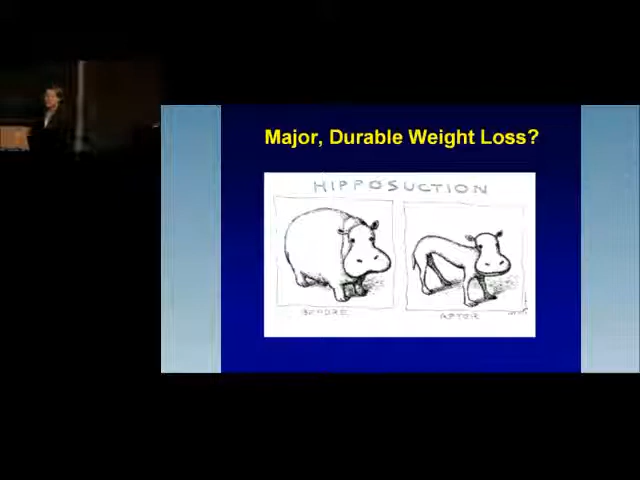 Major, Durable Weight Loss?
HIPPOSUCTION
BEFORE
AFTER